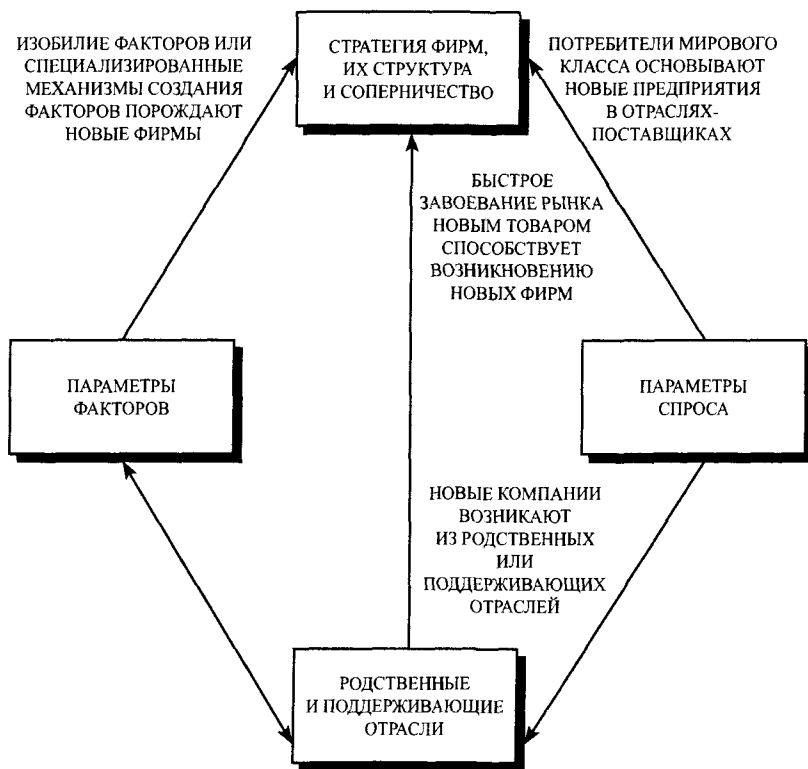 ИЗОБИЛИЕ ФАКТОРОВ ИЛИ
СПЕЦИАЛИЗИРОВАННЫЕ
МЕХАНИЗМЫ СОЗДАНИЯ
ФАКТОРОВ ПОРОЖДАЮТ
НОВЫЕ ФИРМЫ
СТРАТЕГИЯ ФИРМ,
ИХ СТРУКТУРА
И СОПЕРНИЧЕСТВО
ПОТРЕБИТЕЛИ МИРОВОГО
КЛАССА ОСНОВЫВАЮТ
НОВЫЕ ПРЕДПРИЯТИЯ
В ОТРАСЛЯХ-
ПОСТАВЩИКАХ
БЫСТРОЕ
ЗАВОЕВАНИЕ РЫНКА
НОВЫМ ТОВАРОМ
СПОСОБСТВУЕТ
ВОЗНИКНОВЕНИЮ
НОВЫХ ФИРМ
ПАРАМЕТРЫ
ФАКТОРОВ
ПАРАМЕТРЫ
СПРОСА
НОВЫЕ КОМПАНИИ
ВОЗНИКАЮТ
ИЗ РОДСТВЕННЫХ
ИЛИ
ПОДДЕРЖИВАЮЩИХ
ОТРАСЛЕЙ
РОДСТВЕННЫЕ
И ПОДДЕРЖИВАЮЩИЕ
ОТРАСЛИ